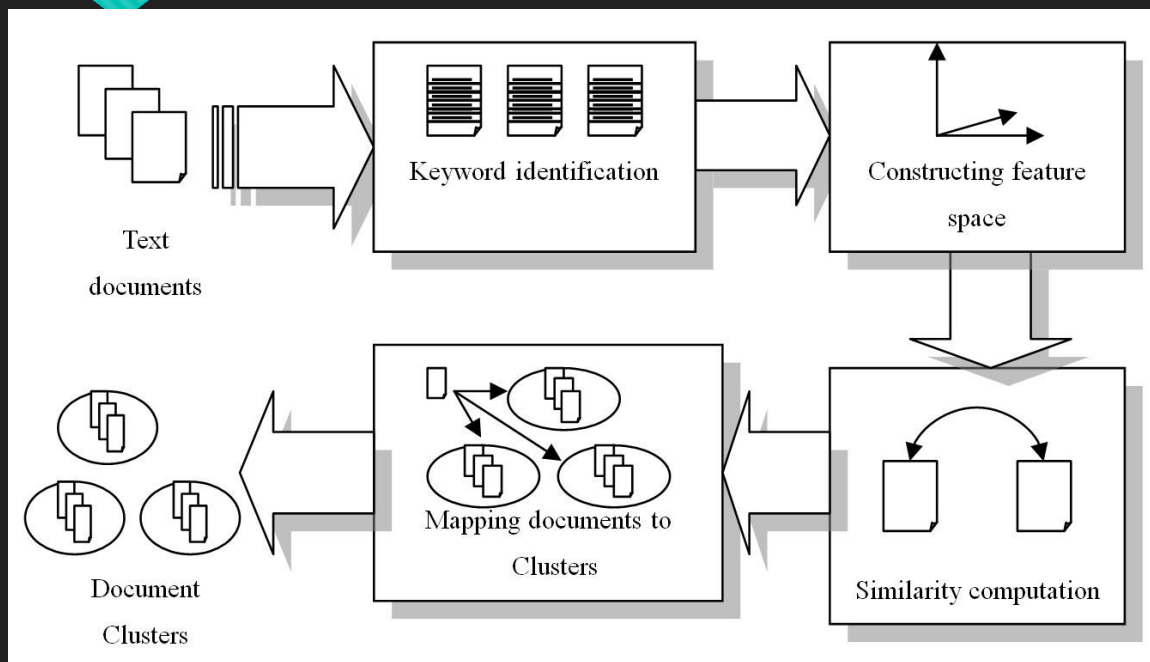 Text
documents
Keyword identification
Constructing feature
space
Similarity computation
Mapping documents to
Clusters
Document
Clusters